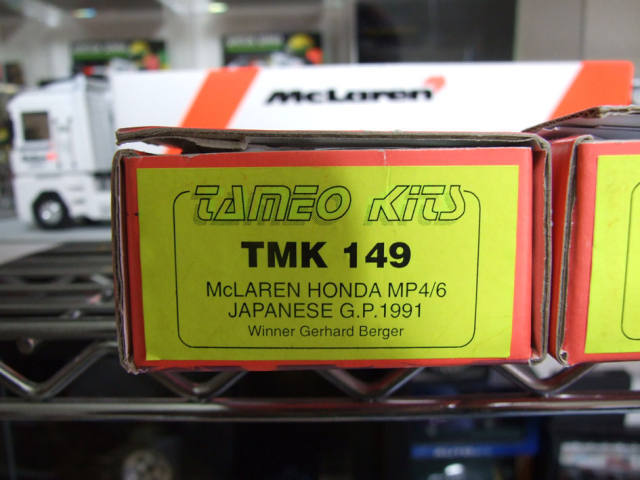 McLaren
TAMEO KITS
TMK 149
McLAREN HONDA MP4/6
JAPANESE G.P.1991
Winner Gerhard Berger